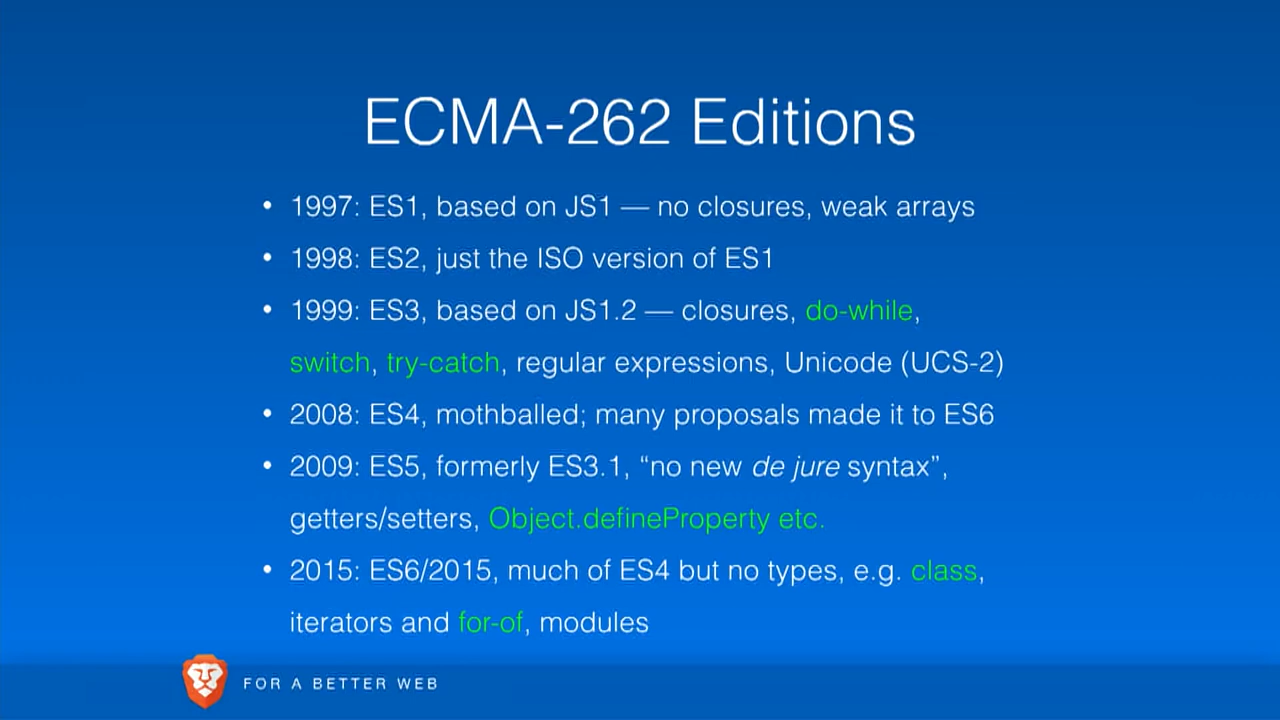 ECMA-262 Editions
• 1997: ES1, based on JS1 — no closures, weak arrays
• 1998: ES2, just the ISO version of ES1
• 1999: ES3, based on JS1.2 — closures, do-while,
switch, try-catch, regular expressions, Unicode (UCS-2)
• 2008: ES4, mothballed; many proposals made it to ES6
• 2009: ES5, formerly ES3.1, “no new de jure syntax”,
getters/setters, Object.defineProperty etc.
• 2015: ES6/2015, much of ES4 but no types, e.g. class,
iterators and for-of, modules
FOR A BETTER WEB